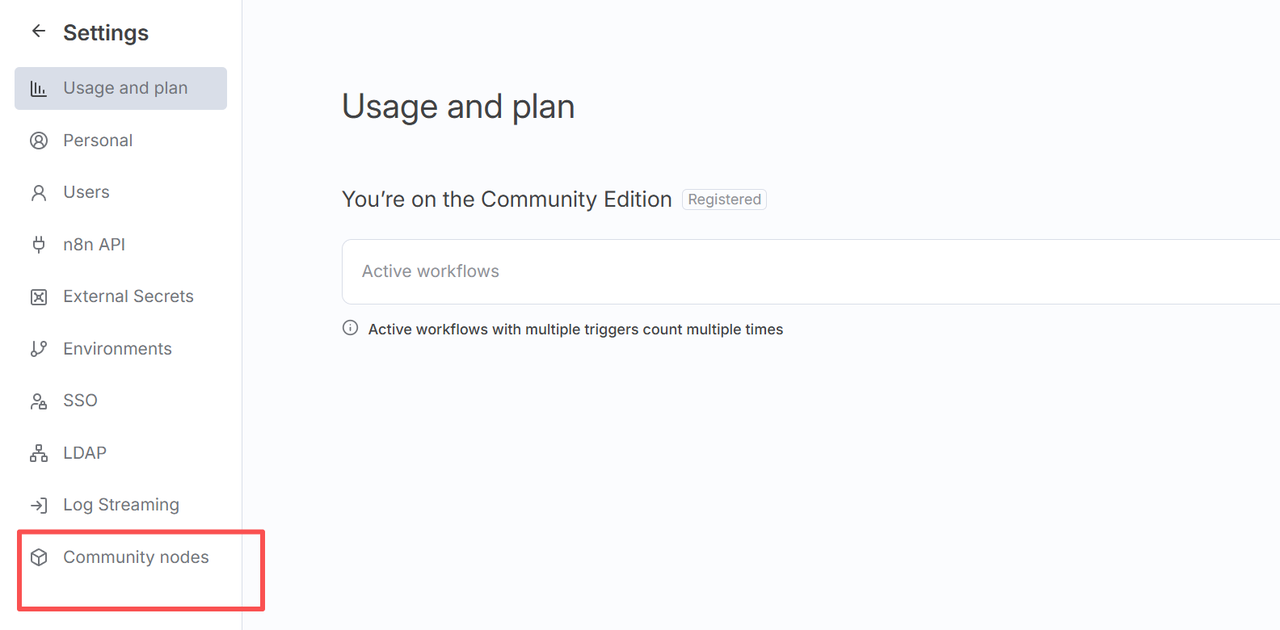 Settings
Usage and plan
Personal
Users
n8n API
External Secrets
Environments
SSO
LDAP
Log Streaming
Community nodes
Usage and plan
You’re on the Community Edition Registered
Active workflows
Active workflows with multiple triggers count multiple times